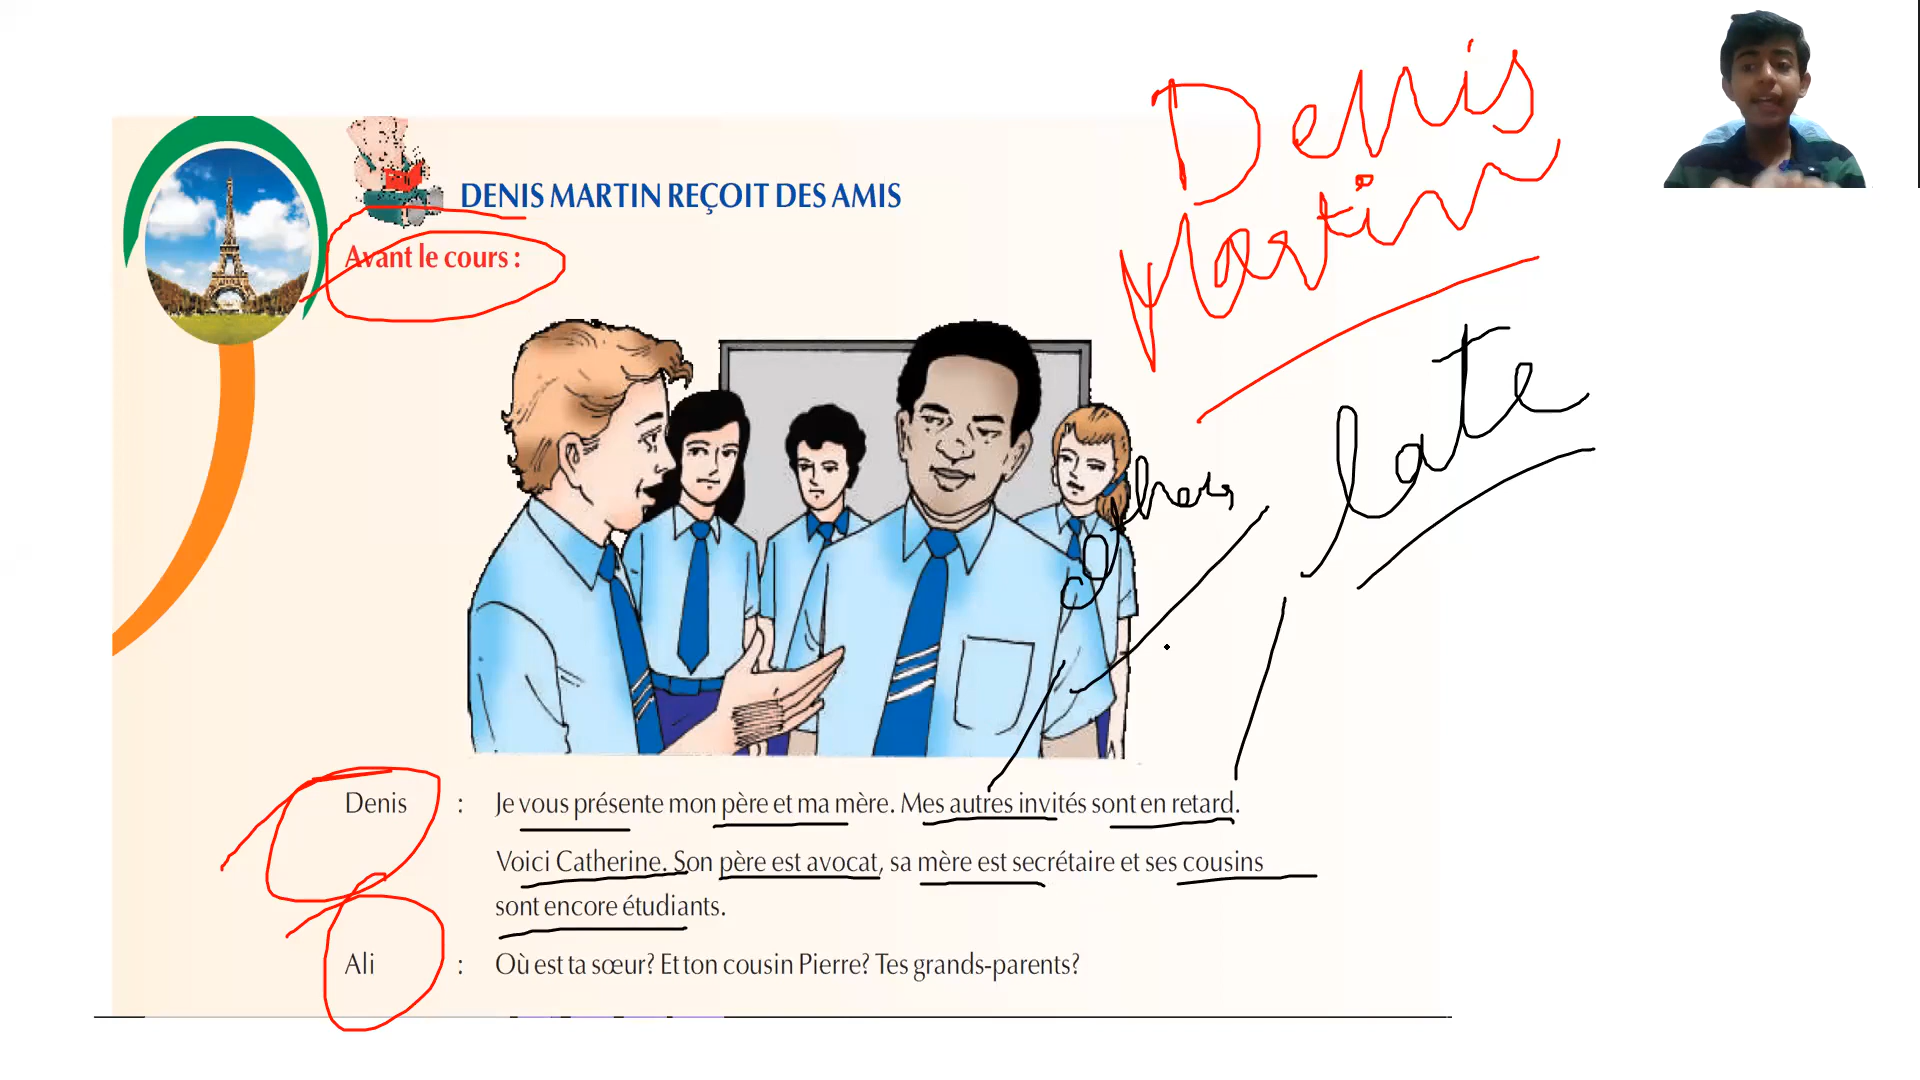 DENIS MARTIN REÇOIT DES AMIS
Avant le cours :
Denis
Martin
late
others
Denis : Je vous présente mon père et ma mère. Mes autres invités sont en retard.
Voici Catherine. Son père est avocat, sa mère est secrétaire et ses cousins
sont encore étudiants.
Ali : Où est ta sœur? Et ton cousin Pierre? Tes grands-parents?